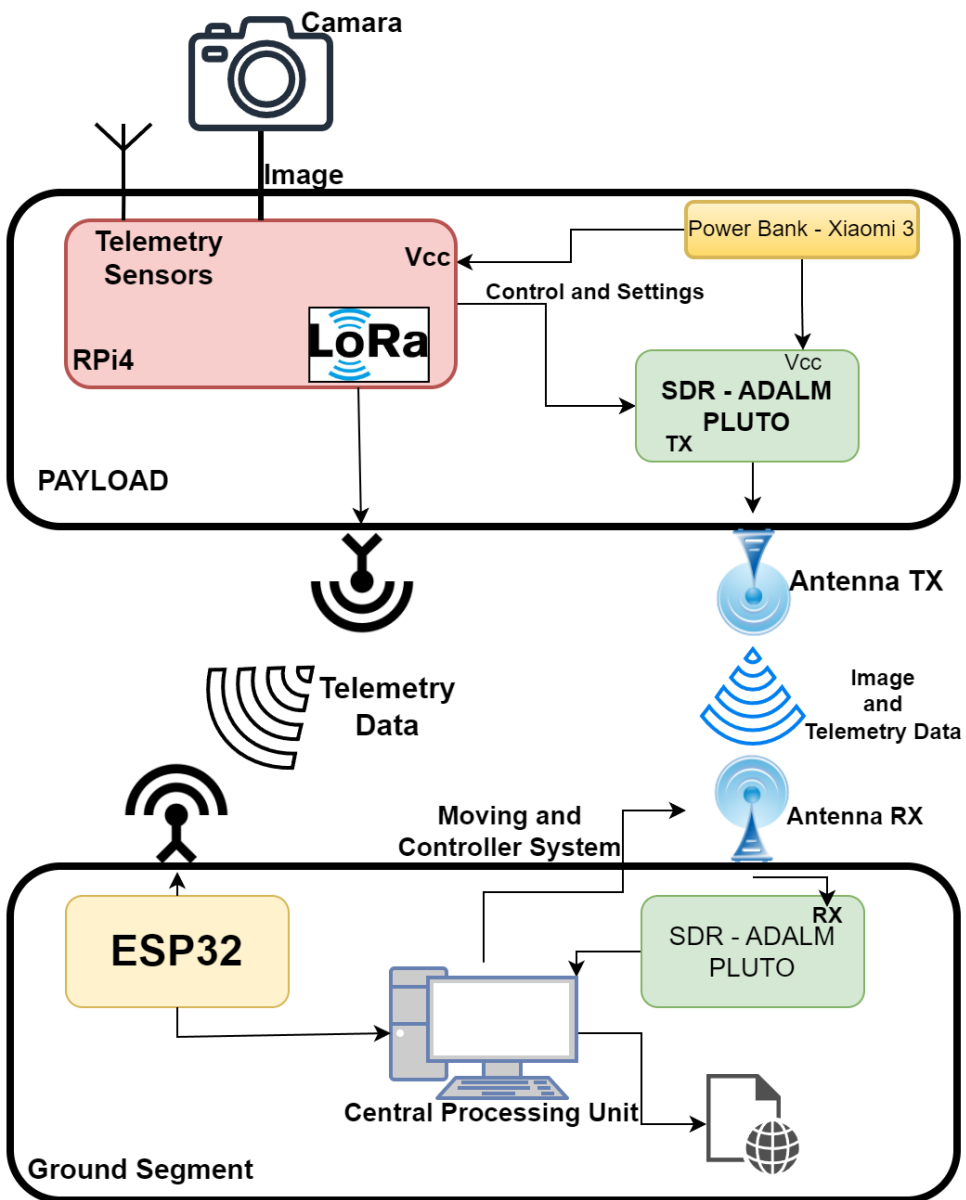 Camara
Image
Telemetry
Sensors
Vcc
Power Bank - Xiaomi 3
Control and Settings
LoRa
RPi4
Vcc
SDR - ADALM
PLUTO
TX
PAYLOAD
Antenna TX
Telemetry
Data
Image
and
Telemetry Data
Moving and
Controller System
Antenna RX
ESP32
RX
SDR - ADALM
PLUTO
Central Processing Unit
Ground Segment